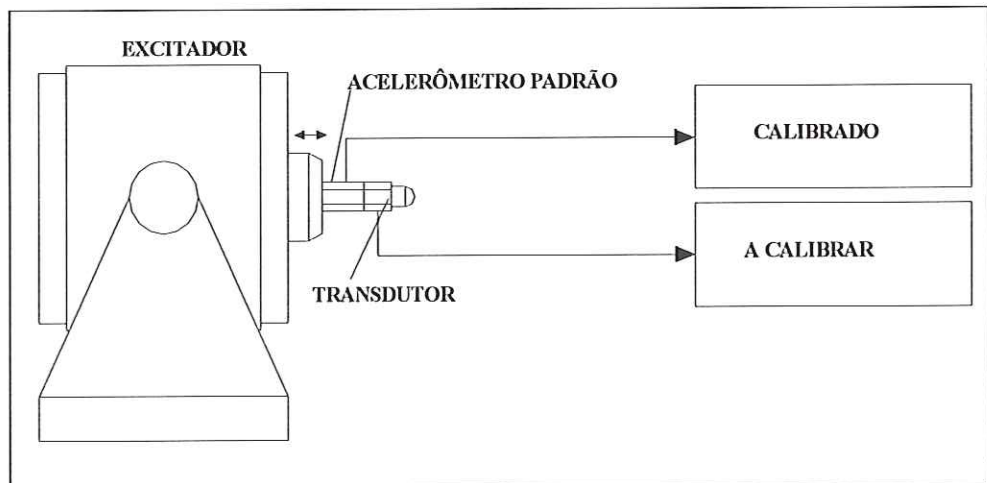 EXCITADOR
ACELERÔMETRO PADRÃO
CALIBRADO
A CALIBRAR
TRANSDUTOR